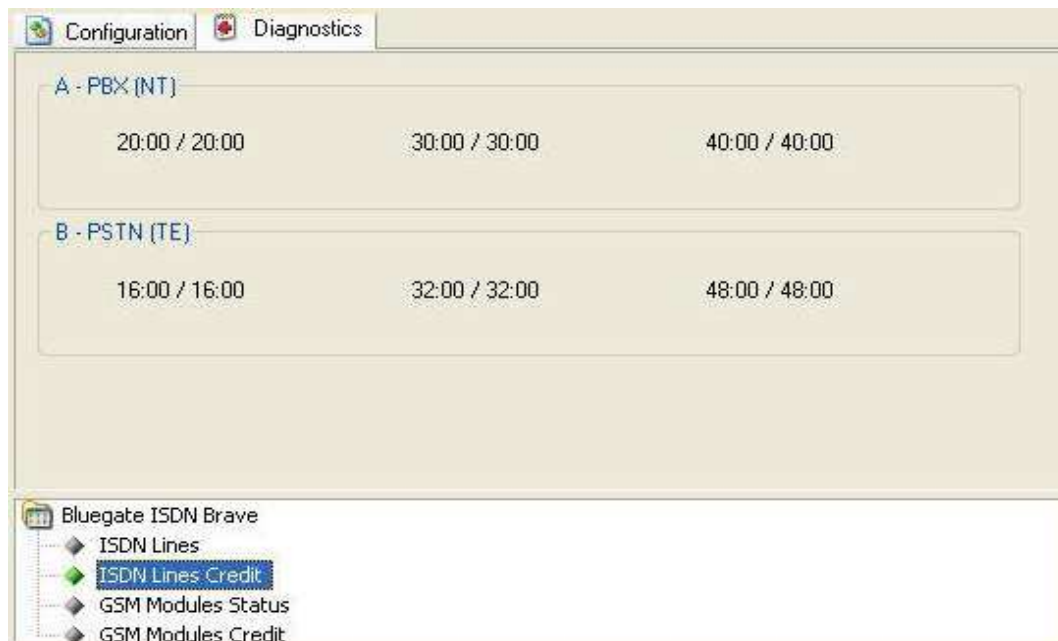 Configuration Diagnostics
A - PBX (NT)
20:00 / 20:00 30:00 / 30:00 40:00 / 40:00
B - PSTN (TE)
16:00 / 16:00 32:00 / 32:00 48:00 / 48:00
Bluegate ISDN Brave
ISDN Lines
ISDN Lines Credit
GSM Modules Status
GSM Modules Credit